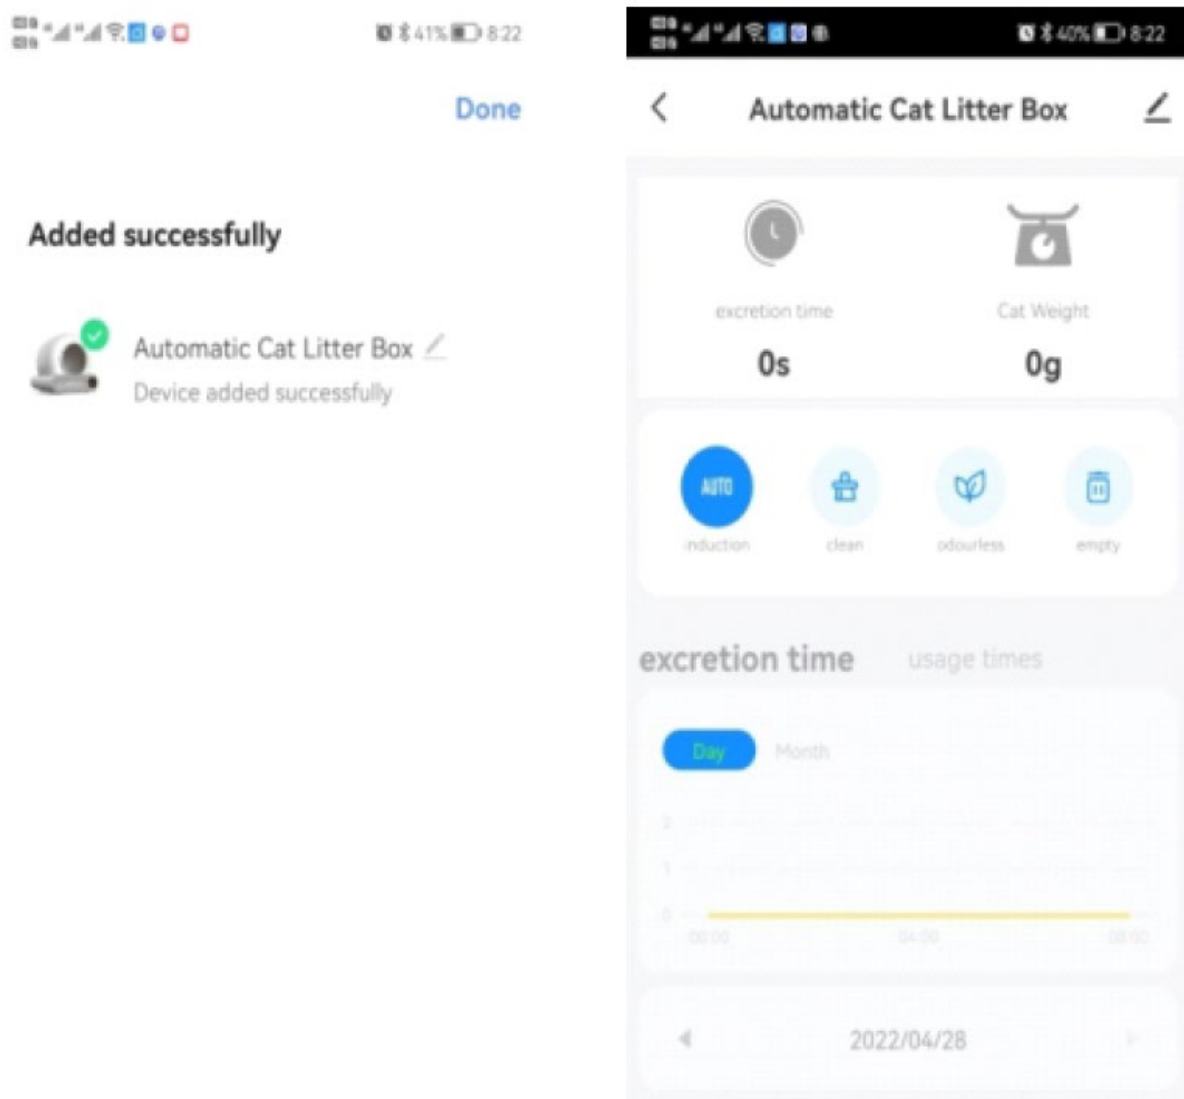 41% 8:22
Done
Added successfully
Automatic Cat Litter Box
Device added successfully
40% 8:22
Automatic Cat Litter Box
excretion time
Cat Weight
0s
0g
AUTO
induction
clean
odourless
empty
excretion time
usage times
Day
Month
2
1
0
00:00
04:00
08:00
2022/04/28